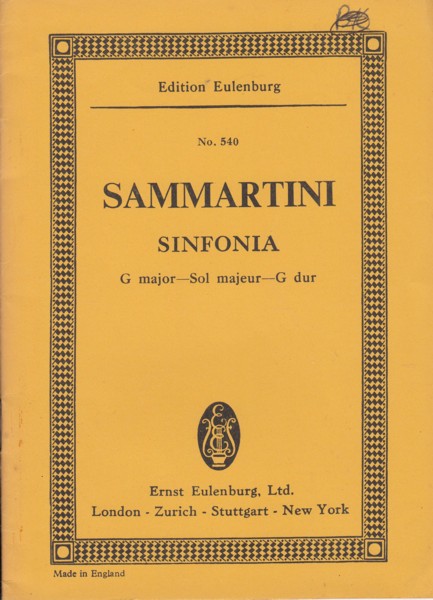 Edition Eulenburg
No. 540
SAMMARTINI
SINFONIA
G major—Sol majeur—G dur
Ernst Eulenburg, Ltd.
London - Zurich - Stuttgart - New York
Made in England